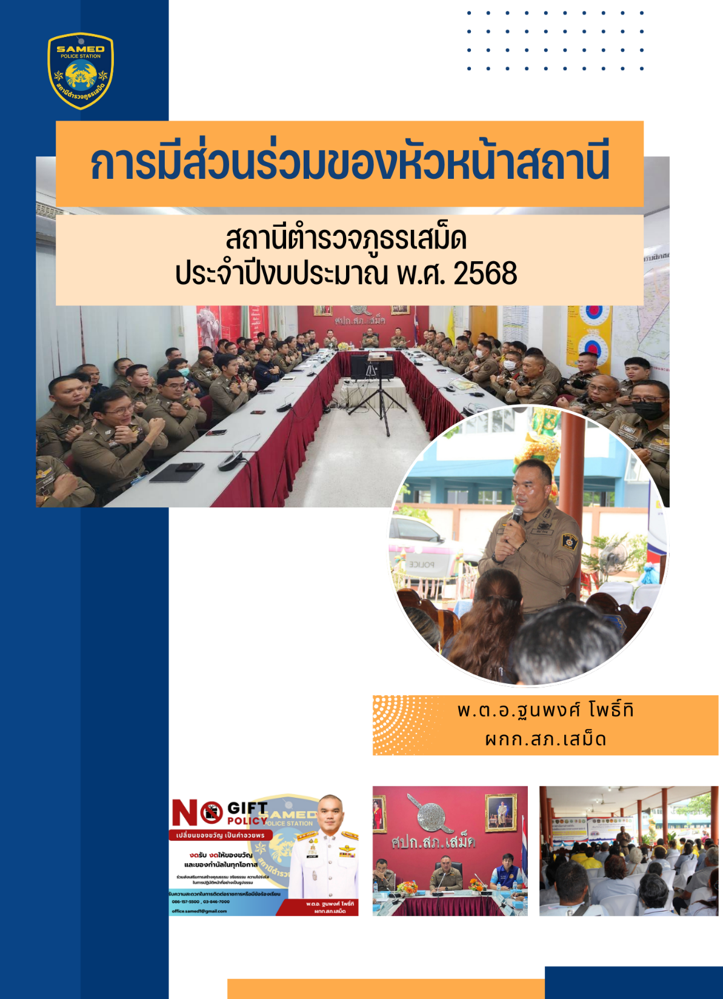 SAMED
POLICE STATION
สถานีตำรวจภูธรเสม็ด
การมีส่วนร่วมของหัวหน้าสถานี
สถานีตำรวจภูธรเสม็ด
ประจำปีงบประมาณ พ.ศ. 2568
ศปก.สภ.เสม็ด
POLICE
พ.ต.อ.ฐนพงศ์ โพธิ์ทิ
ผกก.สภ.เสม็ด
NO GIFT
POLICY
SAMED
POLICE STATION
เปลี่ยนของขวัญ เป็นคำอวยพร
งดรับ งดให้ของขวัญ
และของกำนัลในทุกโอกาส
ร่วมส่งเสริมการสร้างคุณธรรม จริยธรรม ความโปร่งใส
ในการปฏิบัติหน้าที่อย่างเป็นรูปธรรม
รับความสะดวกในการติดต่อราชการหรือมีข้อร้องเรียน
086-157-5500 , 03-846-7000
office.samed1@gmail.com
พ.ต.อ. ฐนพงศ์ โพธิ์ทิ
ผกก.สภ.เสม็ด
ศปก.สภ.เสม็ด